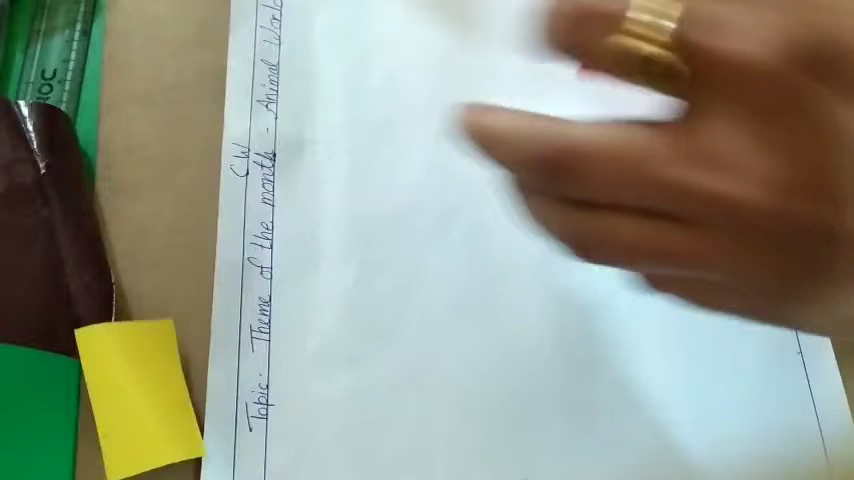 CW
Topic - Theme of the month - Animal World